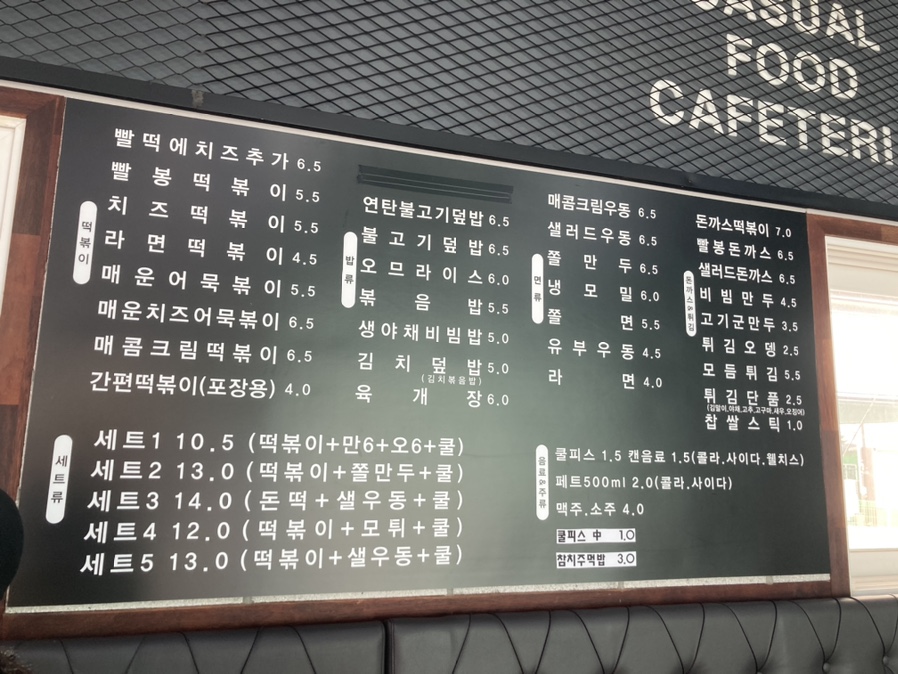 CASUAL
FOOD
CAFETERI
떡볶이
빨떡에치즈추가 6.5
빨봉떡볶이 5.5
치즈떡볶이 5.5
라면떡볶이 4.5
매운어묵볶이 5.5
매운치즈어묵볶이 6.5
매콤크림떡볶이 6.5
간편떡볶이(포장용) 4.0
밥류
연탄불고기덮밥 6.5
불고기덮밥 6.5
오므라이스 6.0
볶음밥 5.5
생야채비빔밥 5.0
김치덮밥 5.0
(김치볶음밥)
육개장 6.0
면류
매콤크림우동 6.5
샐러드우동 6.5
쫄만두 6.5
냉모밀 6.0
쫄면 5.5
유부우동 4.5
라면 4.0
돈까스&튀김
돈까스떡볶이 7.0
빨봉돈까스 6.5
샐러드돈까스 6.5
비빔만두 4.5
고기군만두 3.5
튀김오뎅 2.5
모듬튀김 5.5
튀김단품 2.5
(김말이,야채,고추,고구마,새우,오징어)
찹쌀스틱 1.0
세트류
세트1 10.5 (떡볶이+만6+오6+쿨)
세트2 13.0 (떡볶이+쫄만두+쿨)
세트3 14.0 (돈떡+샐우동+쿨)
세트4 12.0 (떡볶이+모튀+쿨)
세트5 13.0 (떡볶이+샐우동+쿨)
음료&주류
쿨피스 1.5 캔음료 1.5(콜라.사이다.웰치스)
페트500ml 2.0(콜라.사이다)
맥주.소주 4.0
쿨피스 中 1.0
참치주먹밥 3.0